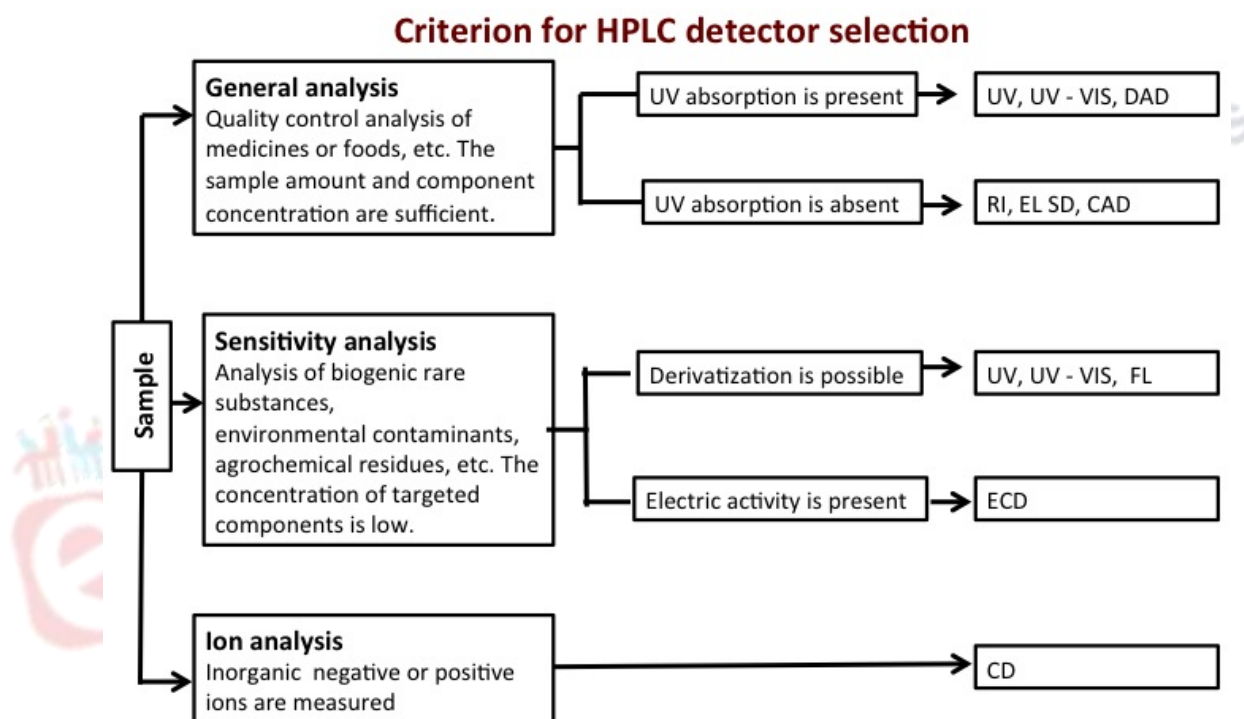 Criterion for HPLC detector selection
General analysis
Quality control analysis of
medicines or foods, etc. The
sample amount and component
concentration are sufficient.
UV absorption is present
UV, UV - VIS, DAD
UV absorption is absent
RI, EL SD, CAD
Sample
Sensitivity analysis
Analysis of biogenic rare
substances,
environmental contaminants,
agrochemical residues, etc. The
concentration of targeted
components is low.
Derivatization is possible
UV, UV - VIS, FL
Electric activity is present
ECD
Ion analysis
Inorganic negative or positive
ions are measured
CD